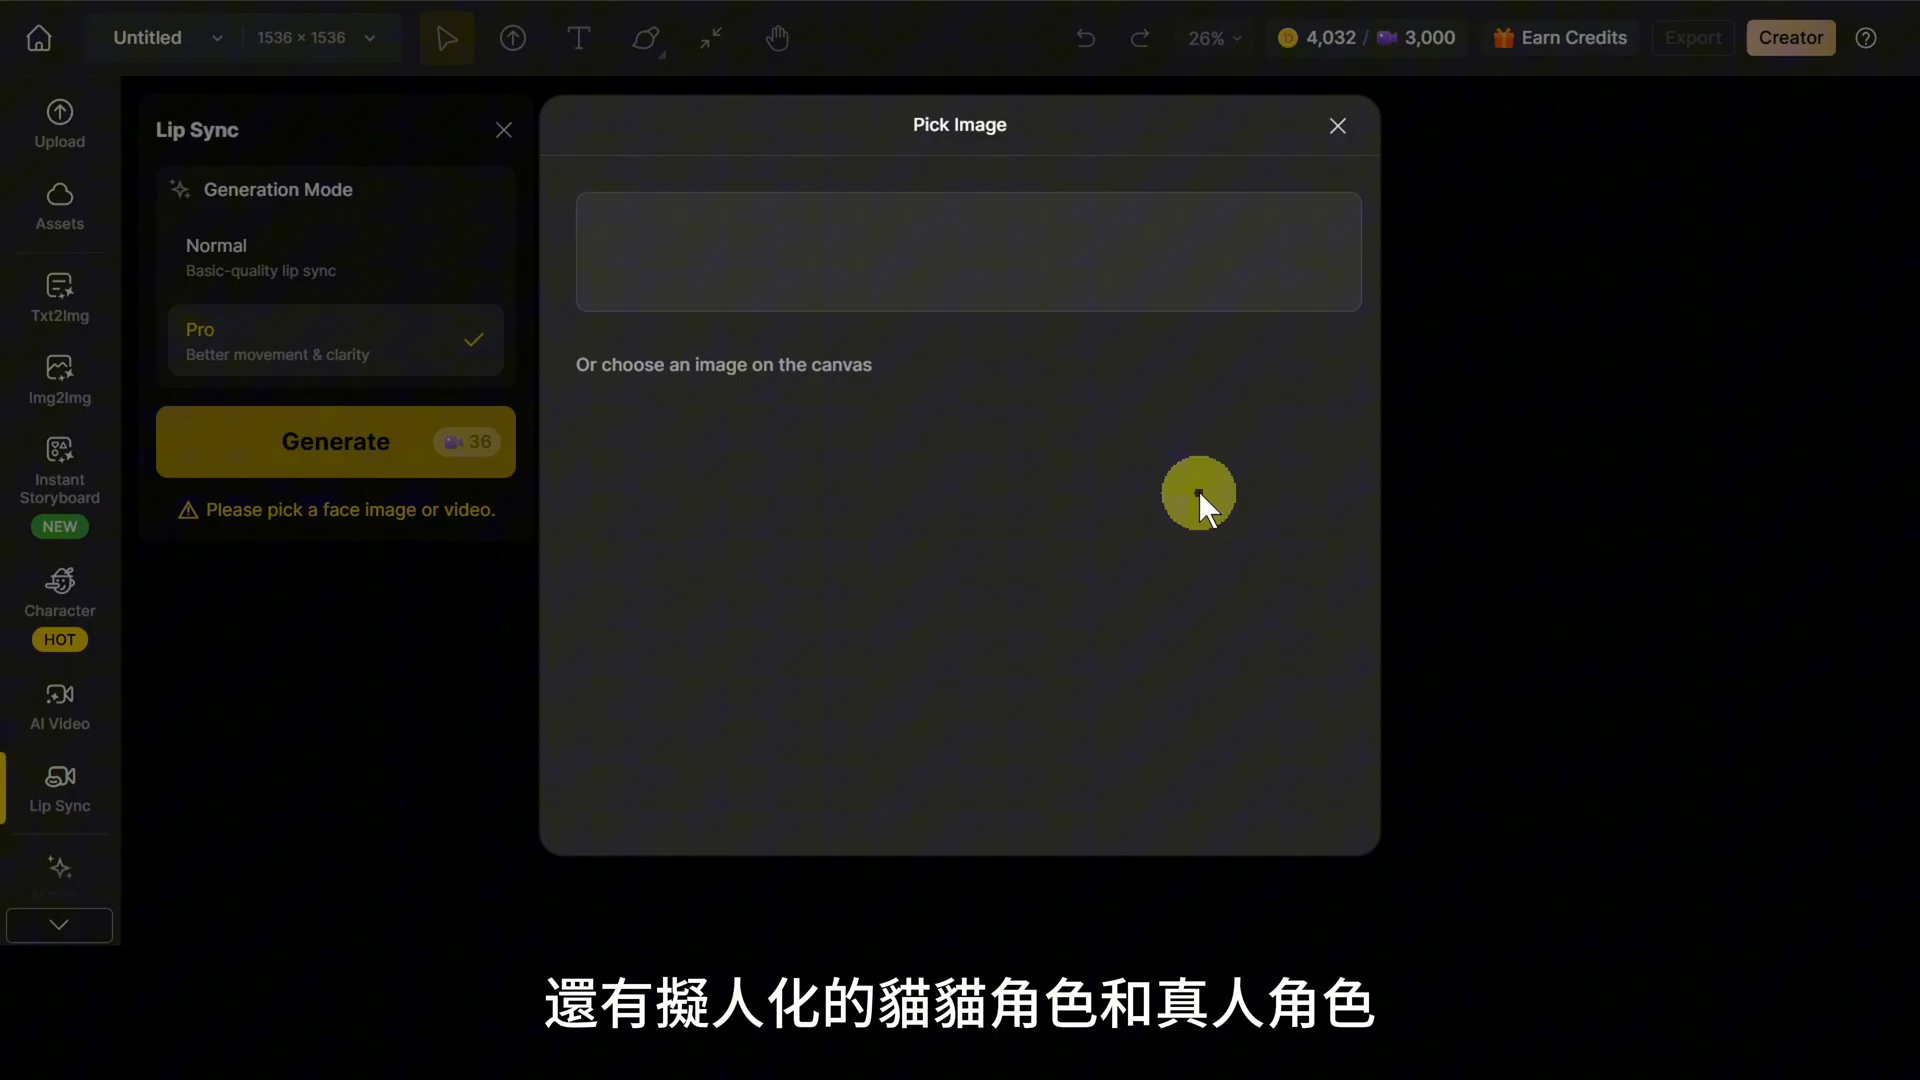 Untitled
1536 × 1536
26%
4,032 / 3,000
Earn Credits
Export
Creator
Upload
Assets
Txt2Img
Img2Img
Instant
Storyboard
NEW
Character
HOT
AI Video
Lip Sync
Lip Sync
Generation Mode
Normal
Basic-quality lip sync
Pro
Better movement & clarity
Generate 36
Please pick a face image or video.
Pick Image
Or choose an image on the canvas
還有擬人化的貓貓角色和真人角色